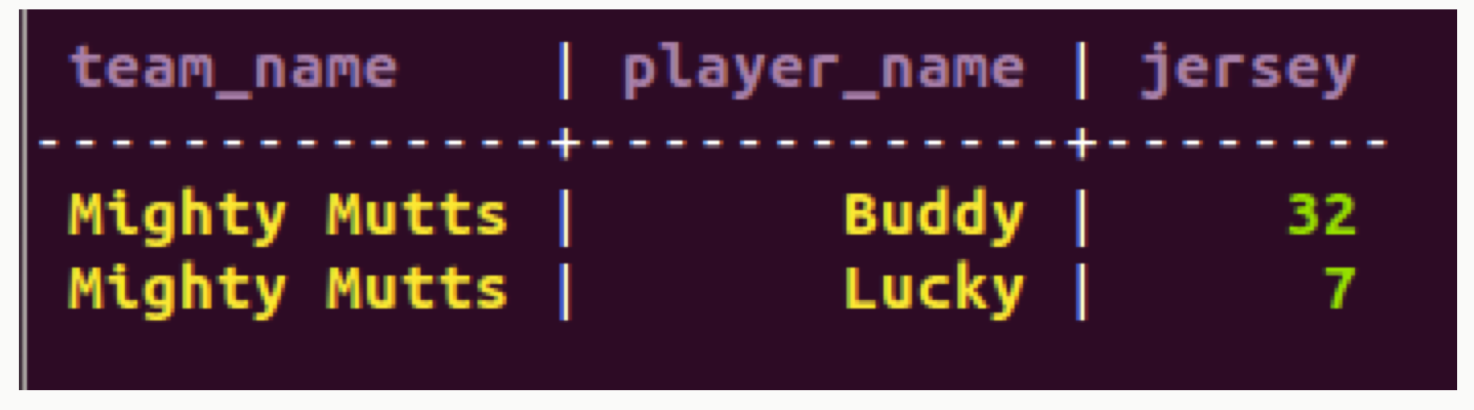 team_name | player_name | jersey
---------------+--------------+--------
Mighty Mutts | Buddy | 32
Mighty Mutts | Lucky | 7